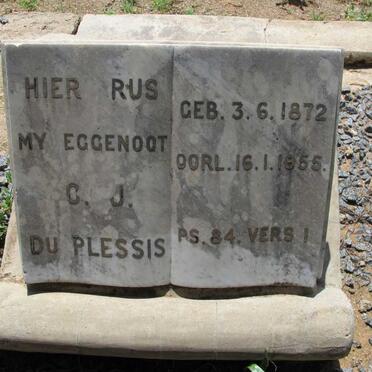 HIER RUS
MY EGGENOOT
C. J.
DU PLESSIS
GEB. 3.6.1872
OORL. 16.1.1955.
PS. 84. VERS 1